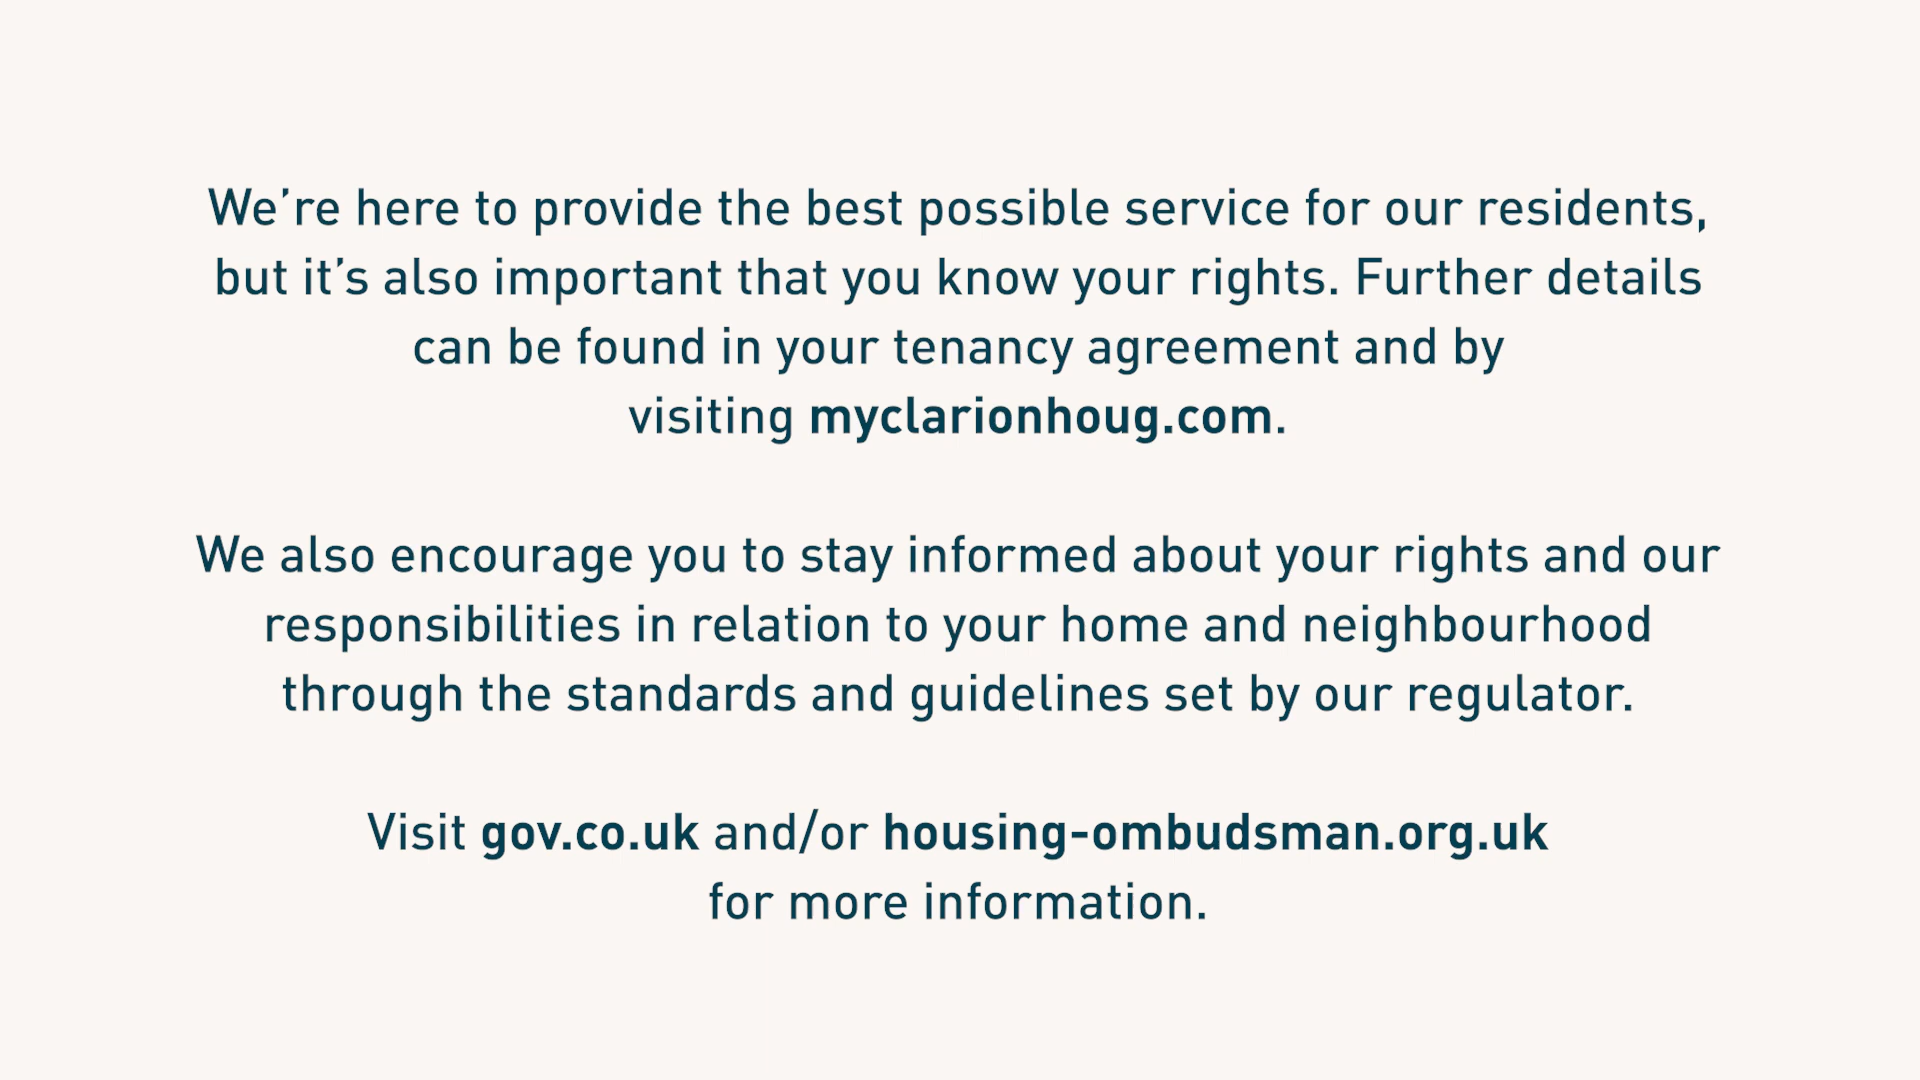 We’re here to provide the best possible service for our residents,
but it’s also important that you know your rights. Further details
can be found in your tenancy agreement and by
visiting myclarionhoug.com.
We also encourage you to stay informed about your rights and our
responsibilities in relation to your home and neighbourhood
through the standards and guidelines set by our regulator.
Visit gov.co.uk and/or housing-ombudsman.org.uk
for more information.